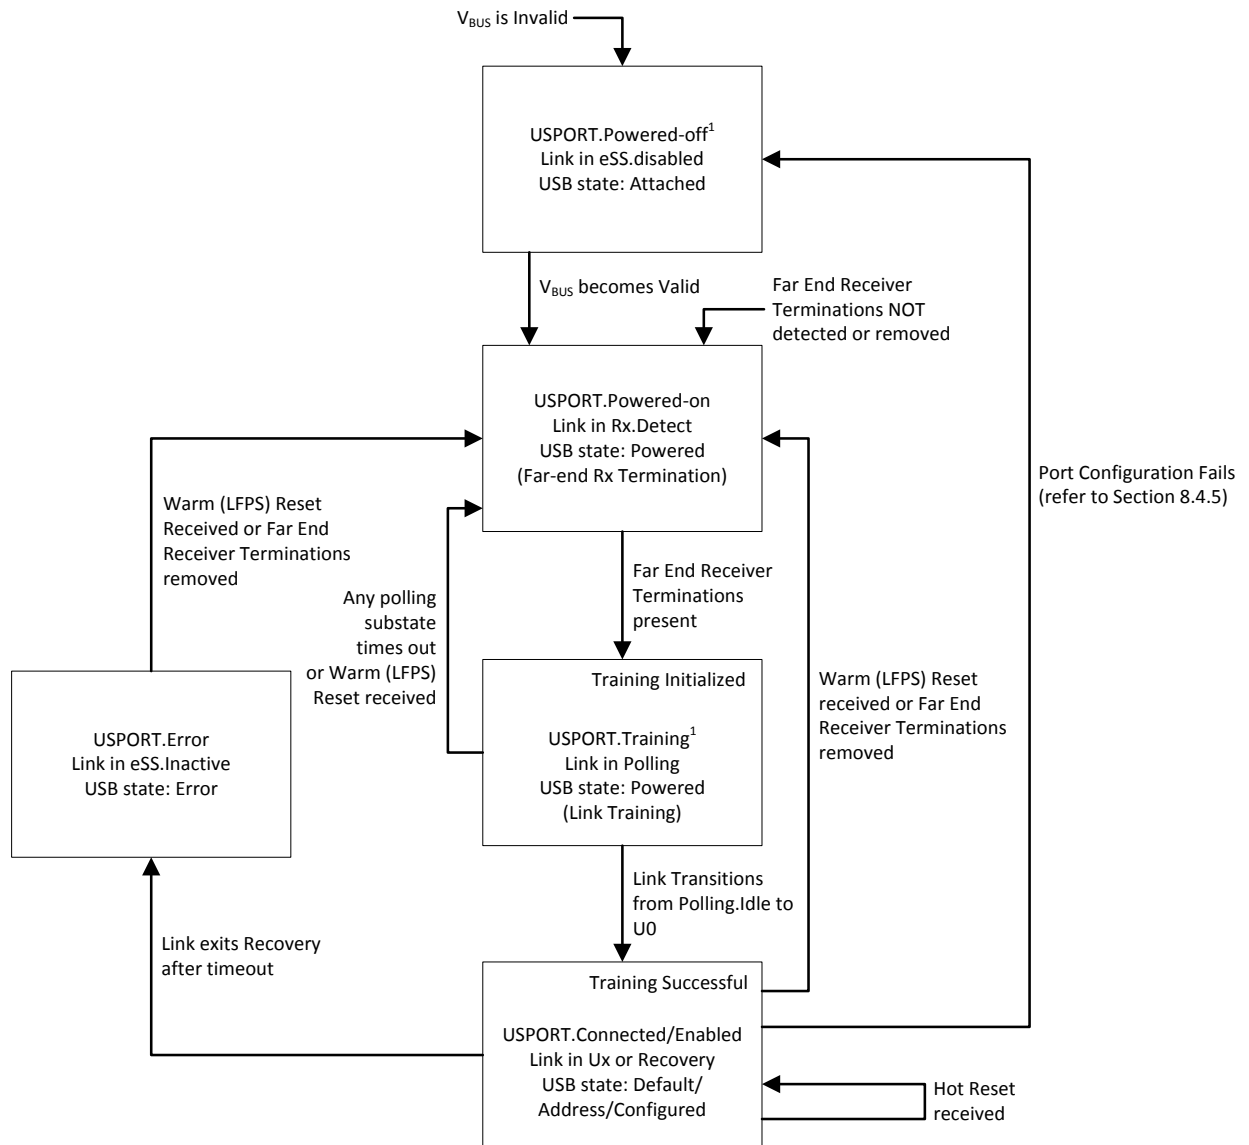 V_BUS is Invalid
USPORT.Powered-off¹
Link in eSS.disabled
USB state: Attached
V_BUS becomes Valid
Far End Receiver
Terminations NOT
detected or removed
USPORT.Powered-on
Link in Rx.Detect
USB state: Powered
(Far-end Rx Termination)
Port Configuration Fails
(refer to Section 8.4.5)
Warm (LFPS) Reset
Received or Far End
Receiver Terminations
removed
Any polling
substate
times out
or Warm (LFPS)
Reset received
Far End Receiver
Terminations
present
Training Initialized
USPORT.Training¹
Link in Polling
USB state: Powered
(Link Training)
Warm (LFPS) Reset
received or Far End
Receiver Terminations
removed
USPORT.Error
Link in eSS.Inactive
USB state: Error
Link Transitions
from Polling.Idle to
U0
Link exits Recovery
after timeout
Training Successful
USPORT.Connected/Enabled
Link in Ux or Recovery
USB state: Default/
Address/Configured
Hot Reset
received